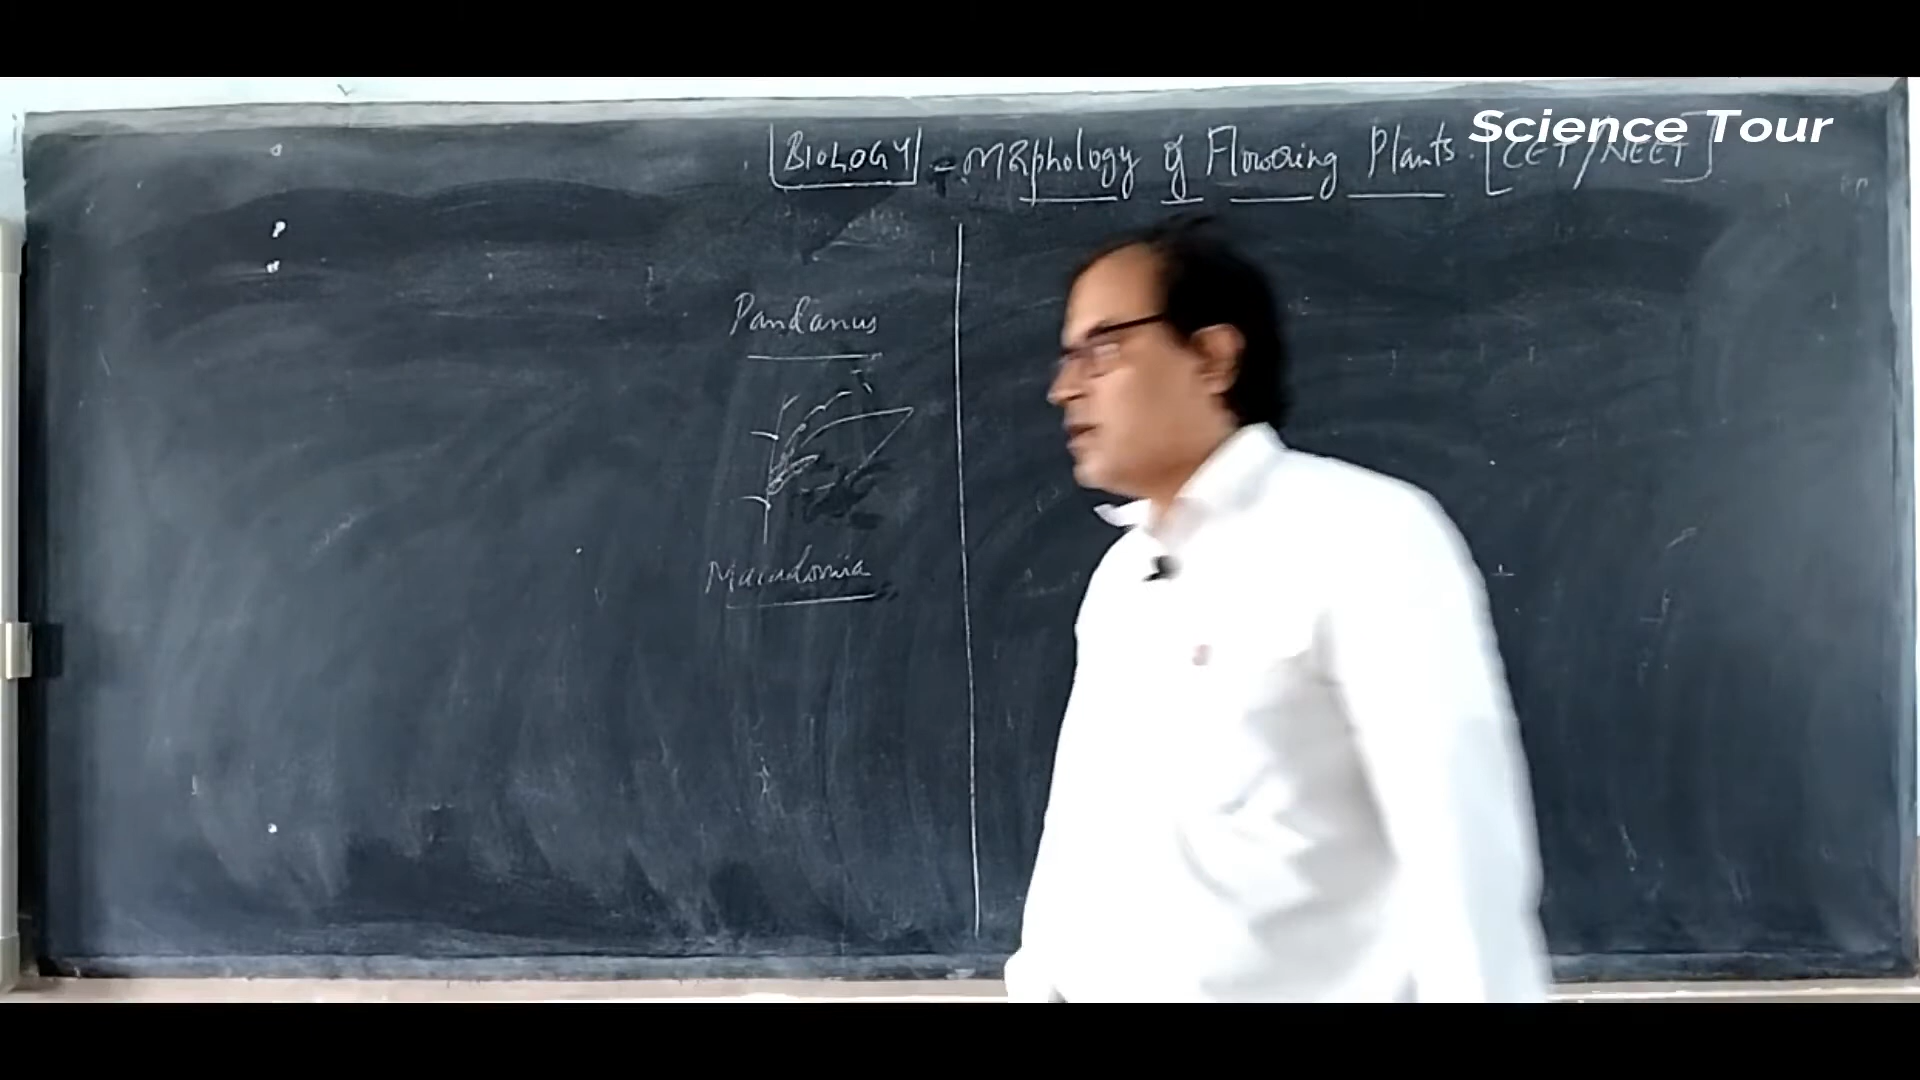 Science Tour
BIOLOGY - Morphology of Flowering Plants. [CET/NEET]
Pandanus
Macadamia